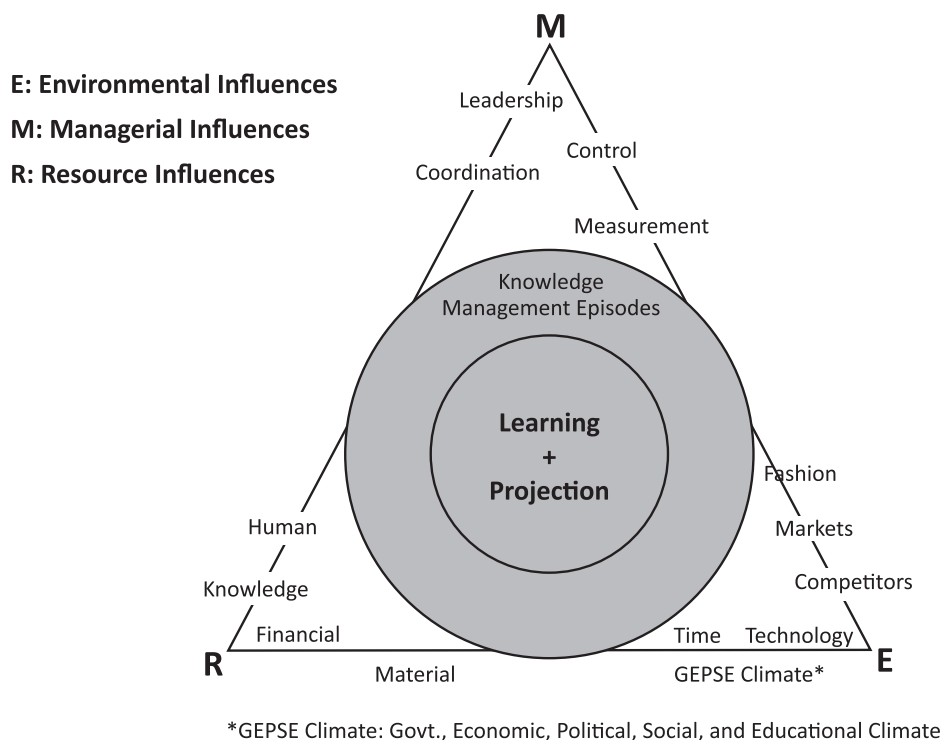 M
E: Environmental Influences
M: Managerial Influences
R: Resource Influences
Leadership
Control
Coordination
Measurement
Knowledge
Management Episodes
Learning
+
Projection
Fashion
Human
Markets
Competitors
Knowledge
Financial
Time
Technology
R
E
Material
GEPSE Climate*
*GEPSE Climate: Govt., Economic, Political, Social, and Educational Climate